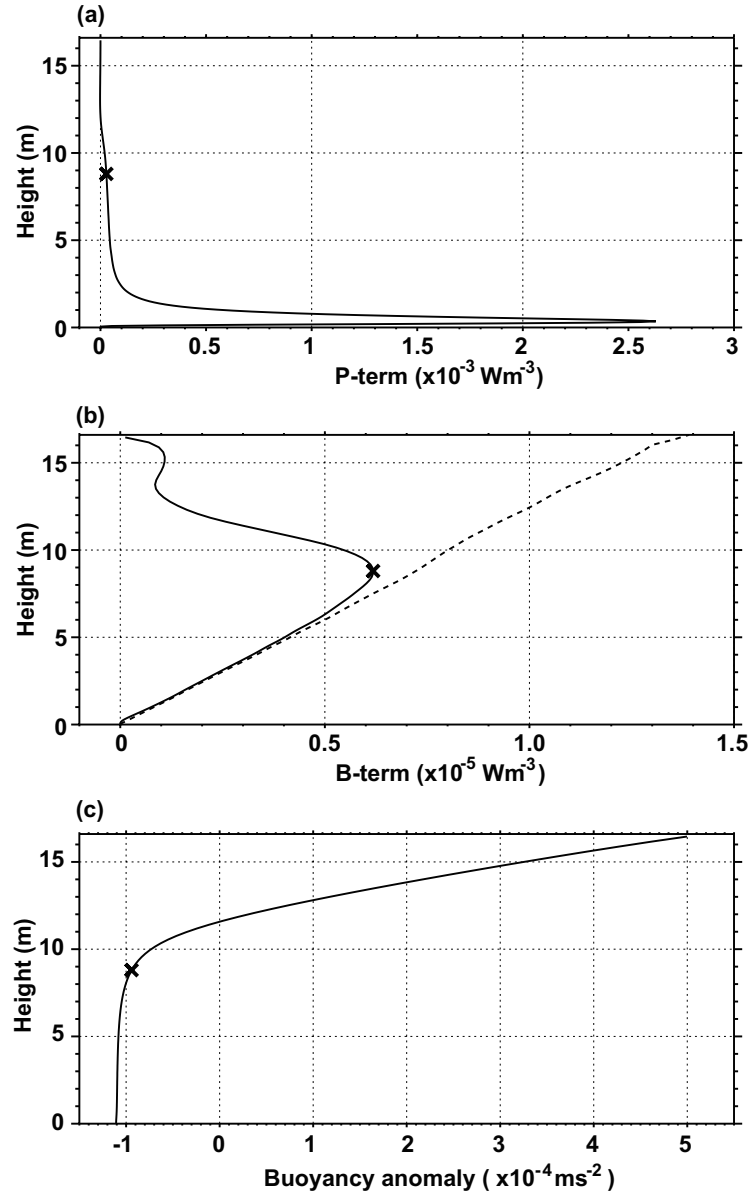 (a)
15
10
5
0
Height (m)
0 0.5 1 1.5 2 2.5 3
P-term (x10-3 Wm-3)
(b)
15
10
5
0
Height (m)
0 0.5 1.0 1.5
B-term (x10-5 Wm-3)
(c)
15
10
5
0
Height (m)
-1 0 1 2 3 4 5
Buoyancy anomaly ( x10-4 ms-2)